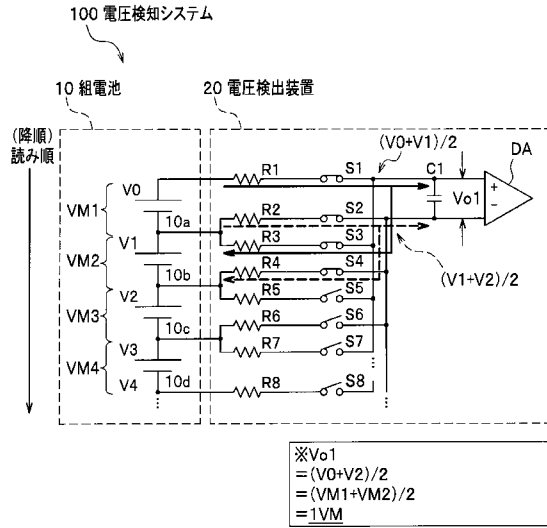 100 電圧検知システム
10 組電池
20 電圧検出装置
(降順)
読み順
(V0+V1)/2
DA
R1
S1
C1
V0
VM1
Vo1
+
−
10a
R2
S2
V1
R3
S3
VM2
R4
S4
(V1+V2)/2
10b
R5
S5
V2
VM3
R6
S6
10c
R7
S7
V3
VM4
10d
R8
S8
V4
※Vo1
=(V0+V2)/2
=(VM1+VM2)/2
=1VM